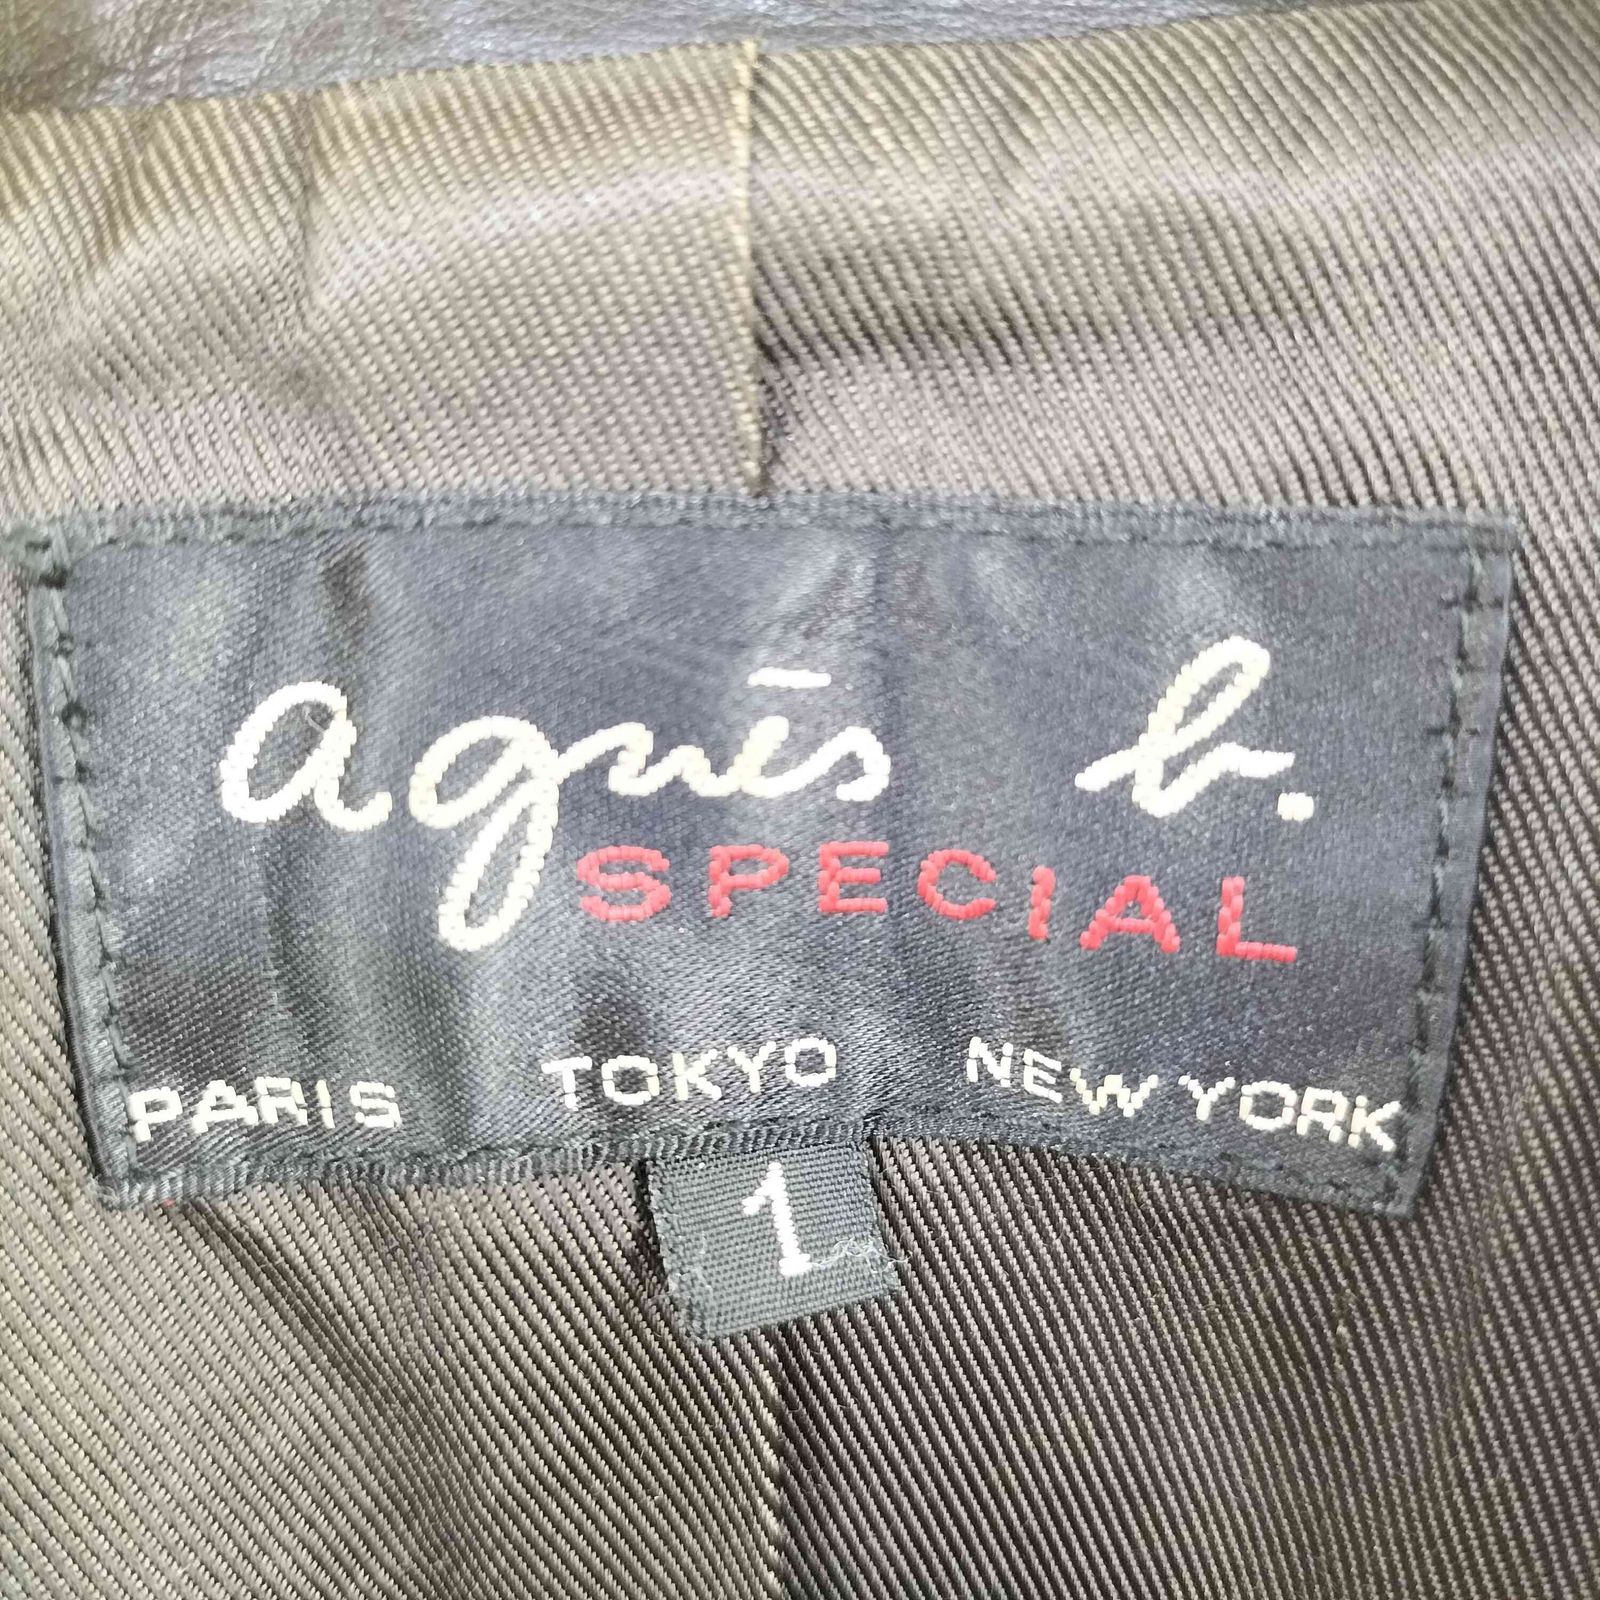 agnès b.
SPECIAL
PARIS TOKYO NEW YORK
1